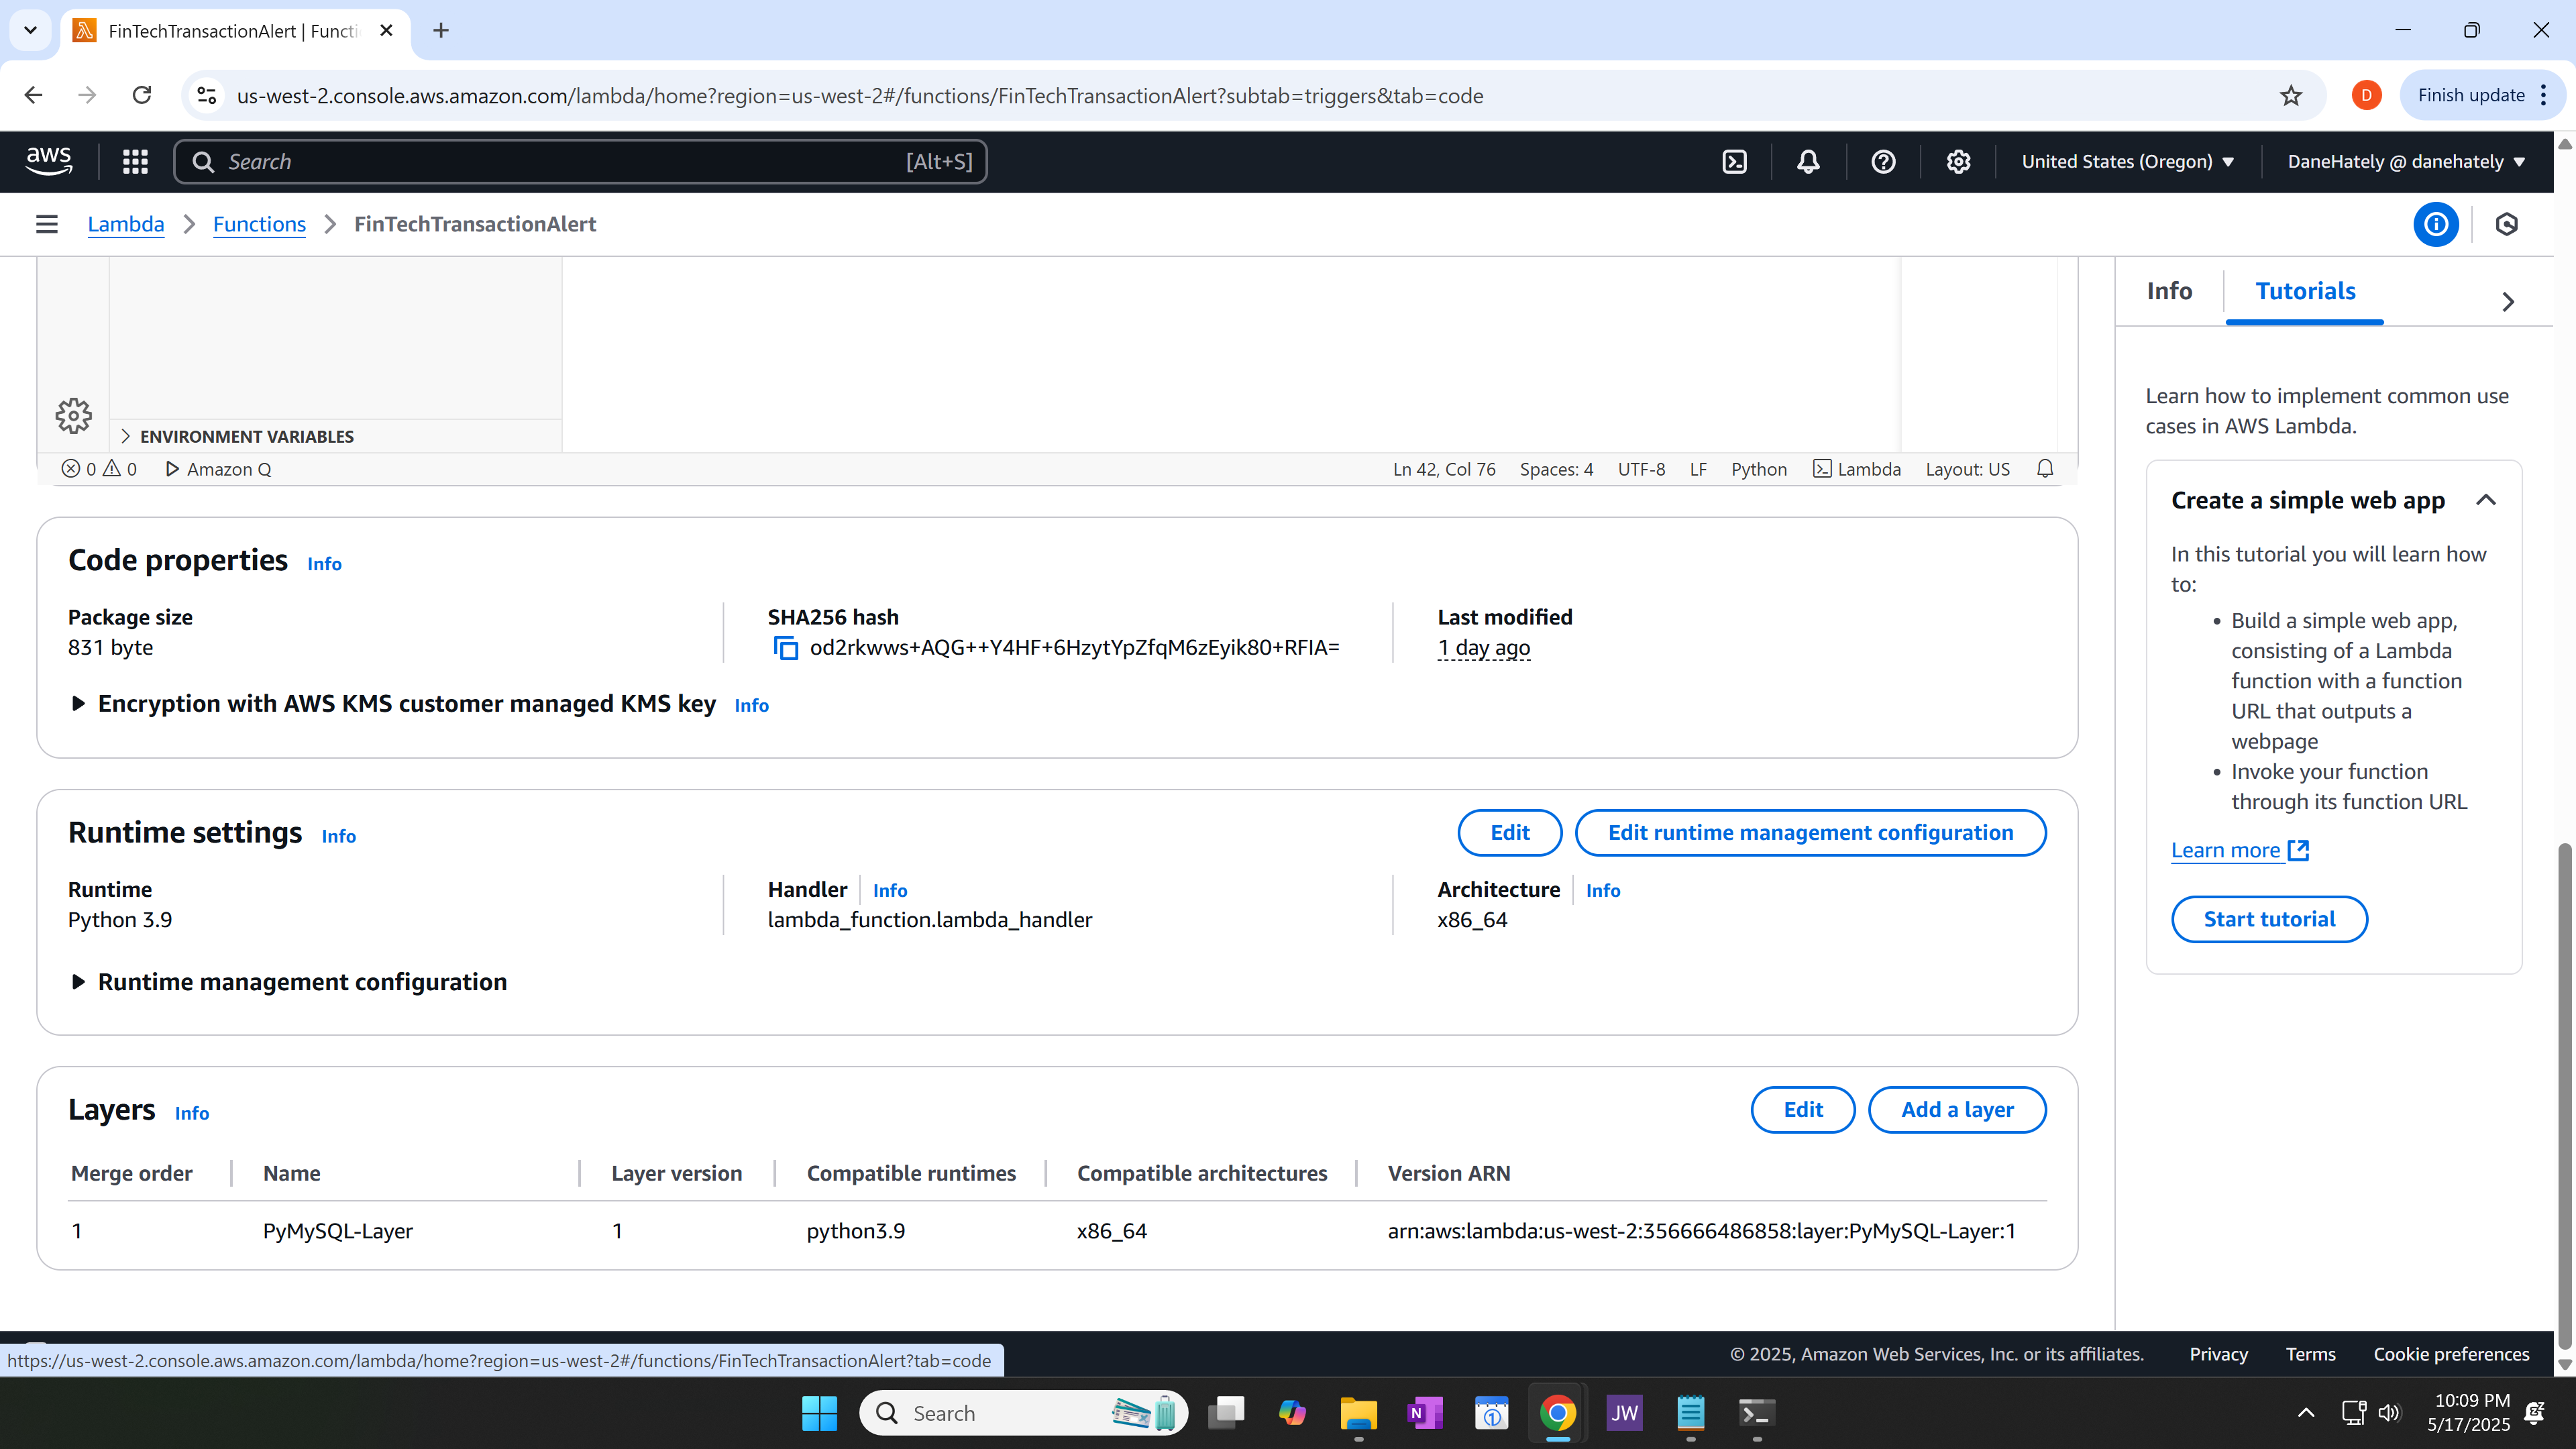 FinTechTransactionAlert | Functi
us-west-2.console.aws.amazon.com/lambda/home?region=us-west-2#/functions/FinTechTransactionAlert?subtab=triggers&tab=code
D
Finish update
aws
Search
[Alt+S]
United States (Oregon)
DaneHately @ danehately
Lambda
Functions
FinTechTransactionAlert
Info
Tutorials
Learn how to implement common use
cases in AWS Lambda.
Create a simple web app
In this tutorial you will learn how
to:
• Build a simple web app,
consisting of a Lambda
function with a function
URL that outputs a
webpage
• Invoke your function
through its function URL
Learn more
Start tutorial
ENVIRONMENT VARIABLES
0 0 Amazon Q
Ln 42, Col 76 Spaces: 4 UTF-8 LF Python Lambda Layout: US
Code properties Info
Package size
831 byte
SHA256 hash
od2rkwws+AQG++Y4HF+6HzytYpZfqM6zEyik80+RFIA=
Last modified
1 day ago
Encryption with AWS KMS customer managed KMS key Info
Runtime settings Info
Edit
Edit runtime management configuration
Runtime
Python 3.9
Handler Info
lambda_function.lambda_handler
Architecture Info
x86_64
Runtime management configuration
Layers Info
Edit
Add a layer
Merge order Name Layer version Compatible runtimes Compatible architectures Version ARN
1 PyMySQL-Layer 1 python3.9 x86_64 arn:aws:lambda:us-west-2:356666486858:layer:PyMySQL-Layer:1
https://us-west-2.console.aws.amazon.com/lambda/home?region=us-west-2#/functions/FinTechTransactionAlert?tab=code
© 2025, Amazon Web Services, Inc. or its affiliates. Privacy Terms Cookie preferences
Search
N
1
JW
10:09 PM
5/17/2025